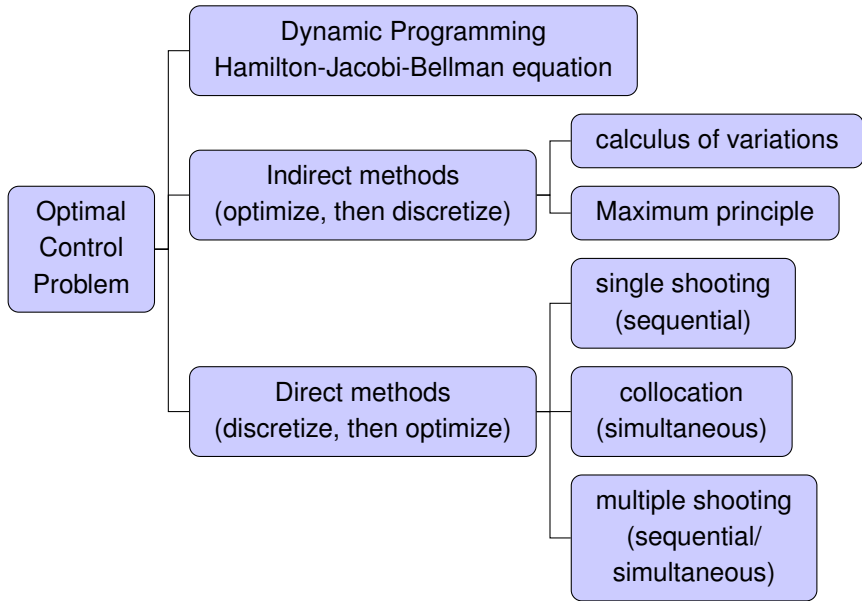 Dynamic Programming
Hamilton-Jacobi-Bellman equation
Optimal
Control
Problem
Indirect methods
(optimize, then discretize)
calculus of variations
Maximum principle
Direct methods
(discretize, then optimize)
single shooting
(sequential)
collocation
(simultaneous)
multiple shooting
(sequential/
simultaneous)